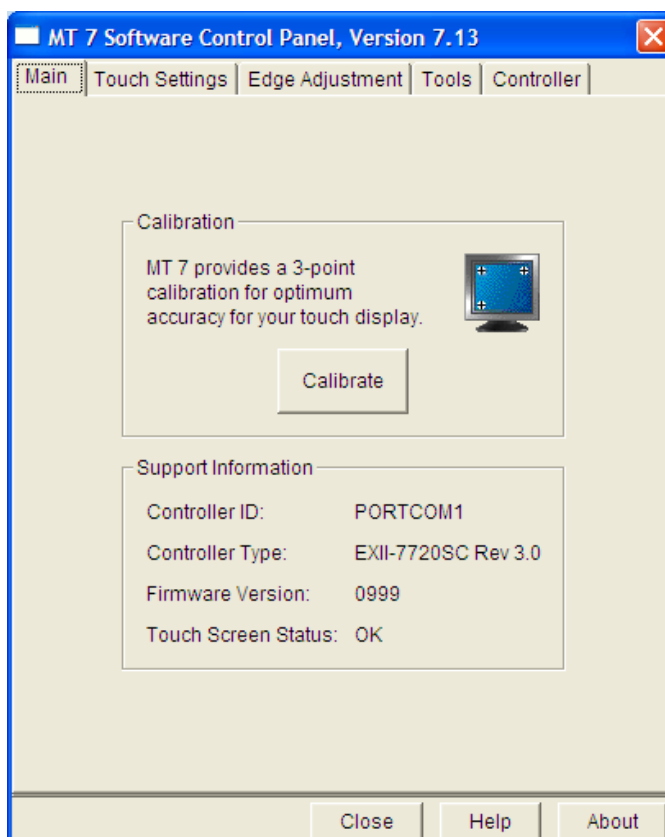 MT 7 Software Control Panel, Version 7.13
Main Touch Settings Edge Adjustment Tools Controller
Calibration
MT 7 provides a 3-point
calibration for optimum
accuracy for your touch display.
Calibrate
Support Information
Controller ID: PORTCOM1
Controller Type: EXII-7720SC Rev 3.0
Firmware Version: 0999
Touch Screen Status: OK
Close Help About